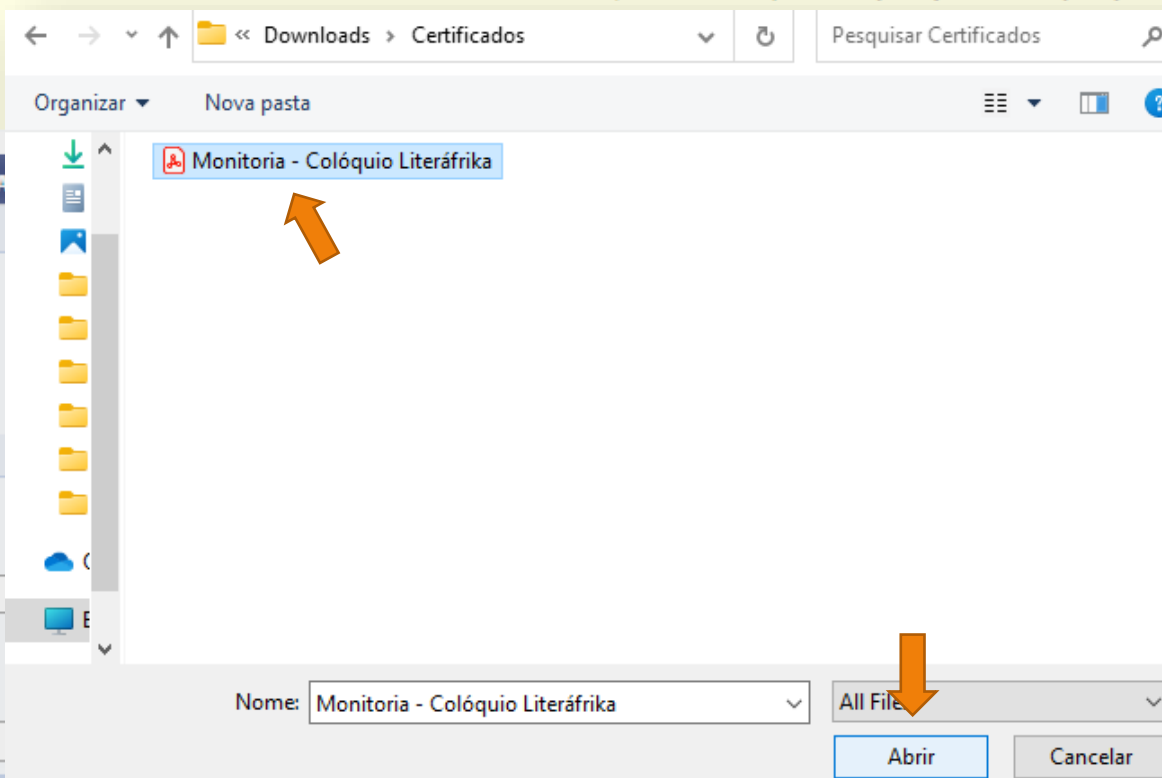 « Downloads › Certificados
Pesquisar Certificados
Organizar
Nova pasta
Monitoria - Colóquio Literáfrika
Nome:
Monitoria - Colóquio Literáfrika
All File
Abrir
Cancelar